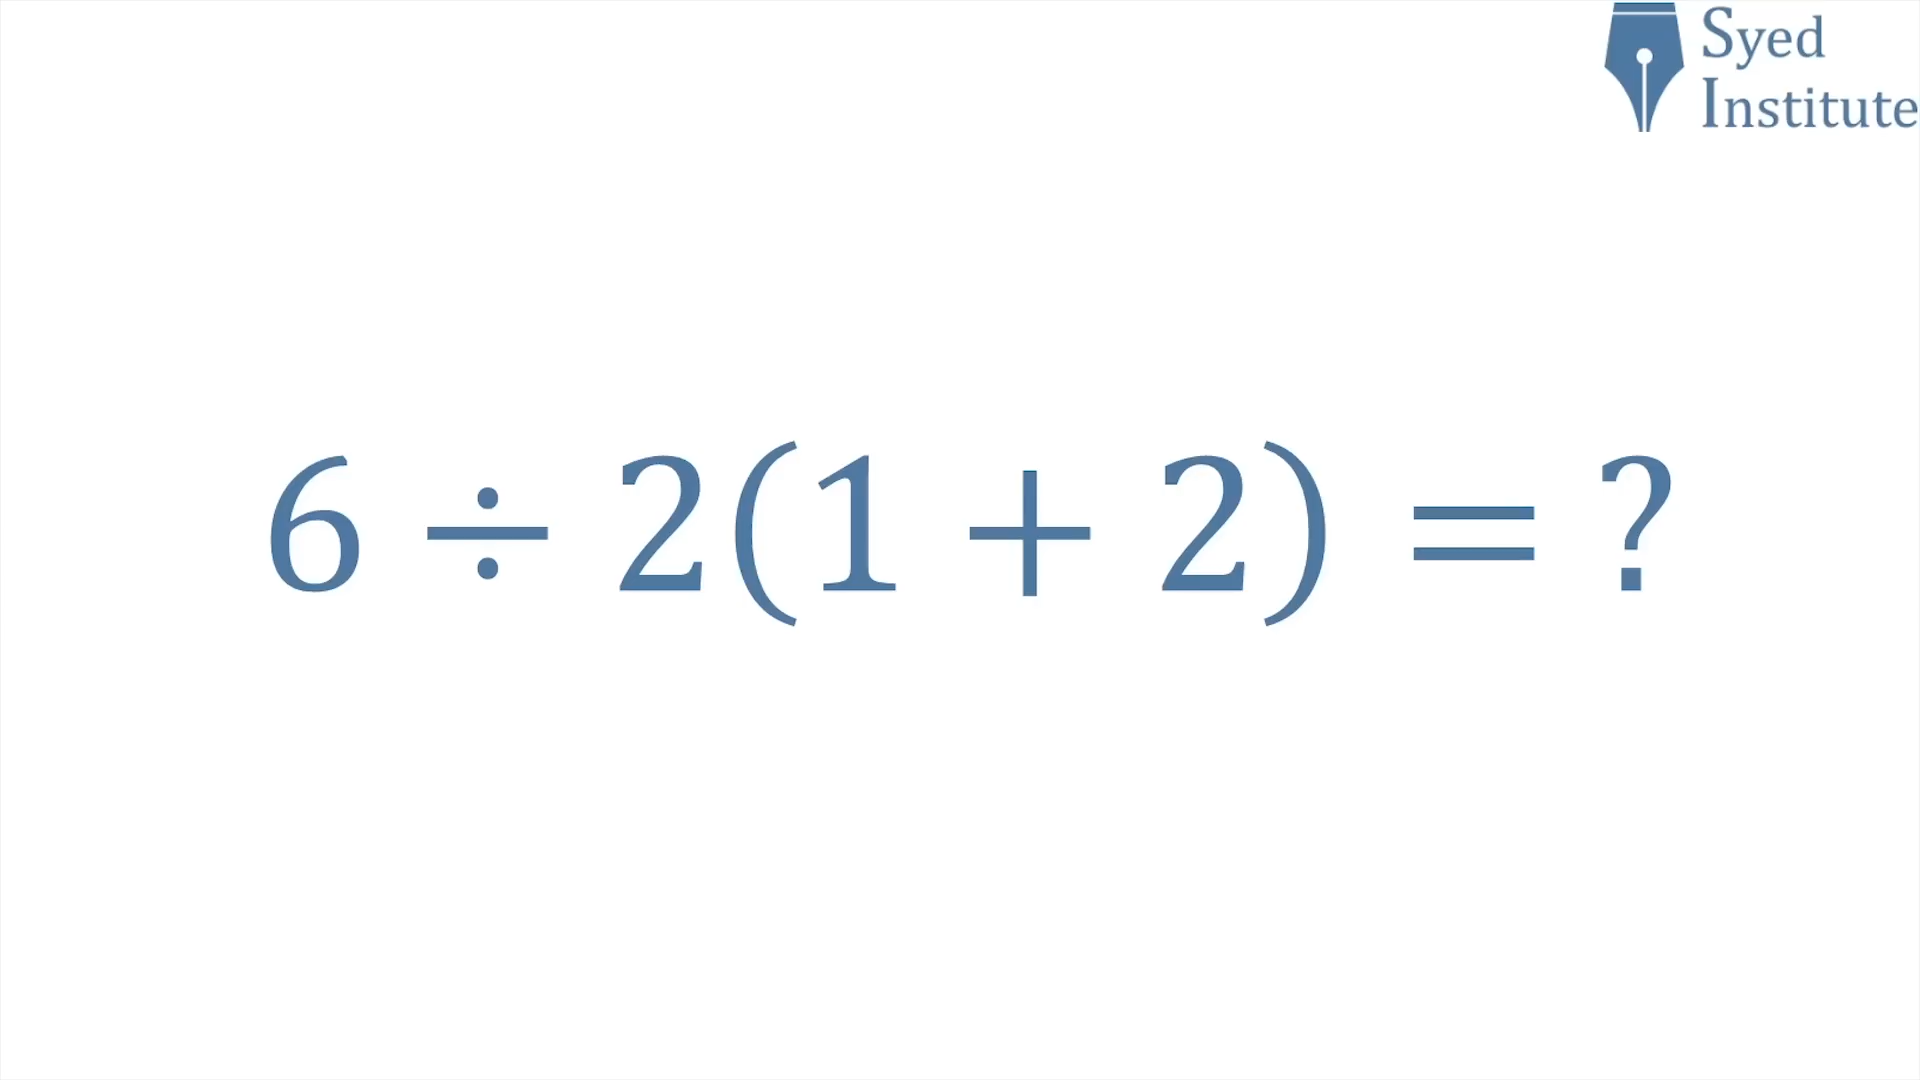 Syed
Institute
6 ÷ 2(1 + 2) = ?